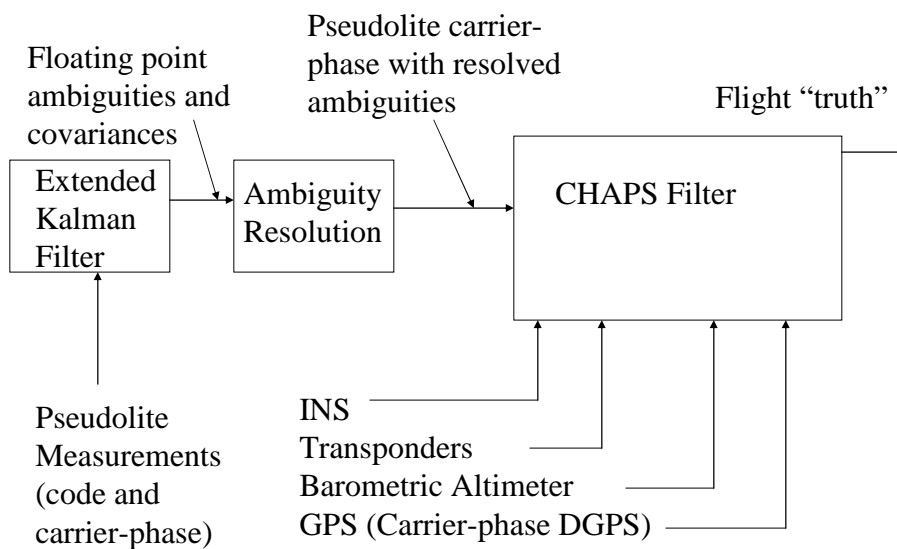 Floating point
ambiguities and
covariances
Pseudolite carrier-
phase with resolved
ambiguities
Flight “truth”
Extended
Kalman
Filter
Ambiguity
Resolution
CHAPS Filter
Pseudolite
Measurements
(code and
carrier-phase)
INS
Transponders
Barometric Altimeter
GPS (Carrier-phase DGPS)